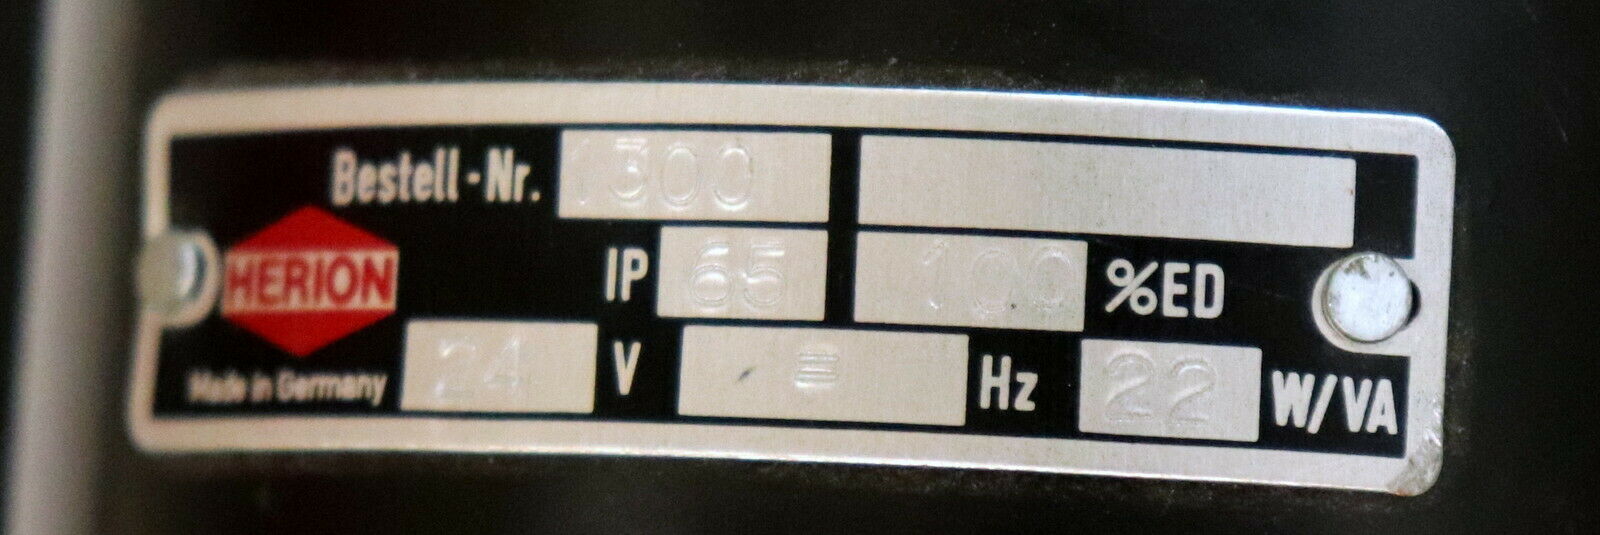 Bestell-Nr. 1300
HERION
IP 65 100 %ED
Made in Germany
24 V = Hz 22 W/VA